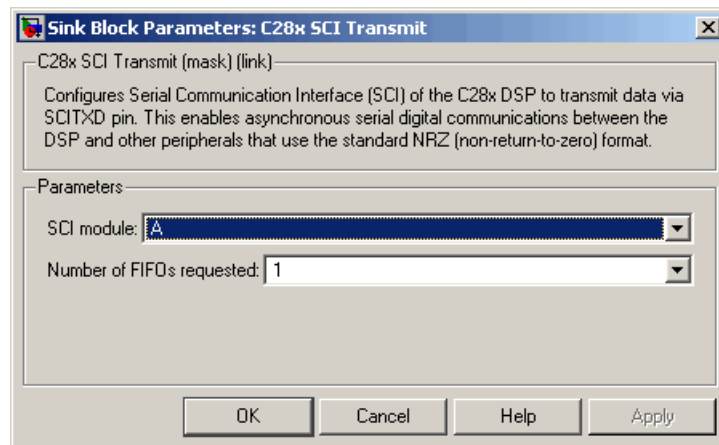 Sink Block Parameters: C28x SCI Transmit
C28x SCI Transmit (mask) (link)
Configures Serial Communication Interface (SCI) of the C28x DSP to transmit data via
SCITXD pin. This enables asynchronous serial digital communications between the
DSP and other peripherals that use the standard NRZ (non-return-to-zero) format.
Parameters
SCI module: A
Number of FIFOs requested: 1
OK Cancel Help Apply